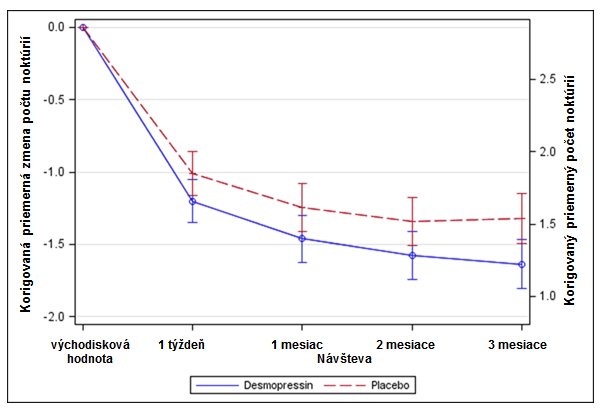 Korigovaná priemerná zmena počtu noktúrií
0.0
-0.5
-1.0
-1.5
-2.0
2.5
2.0
1.5
1.0
Korigovaný priemerný počet noktúrií
východisková
hodnota
1 týždeň
1 mesiac
2 mesiace
3 mesiace
Návšteva
Desmopressin
Placebo